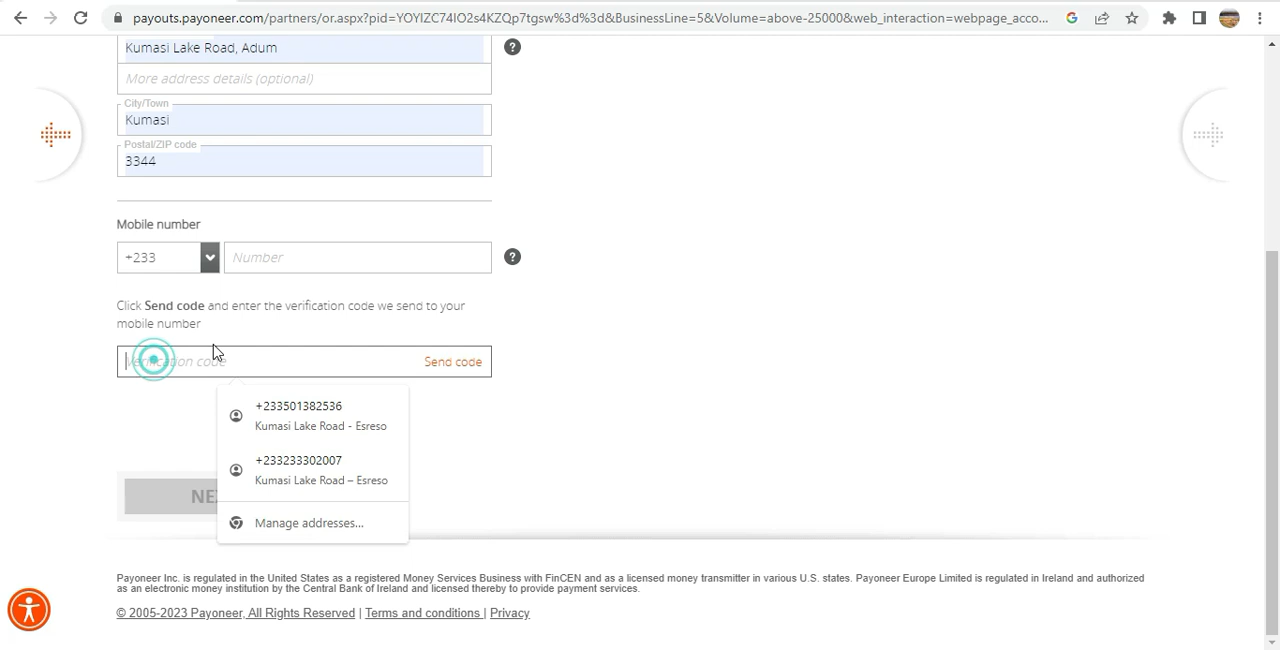 payouts.payoneer.com/partners/or.aspx?pid=YOYIZC74IO2s4KZQp7tgsw%3d%3d&BusinessLine=5&Volume=above-25000&web_interaction=webpage_acco...
Kumasi Lake Road, Adum
More address details (optional)
City/Town
Kumasi
Postal/ZIP code
3344
Mobile number
+233 Number
Click Send code and enter the verification code we send to your
mobile number
Verification code Send code
+233501382536
Kumasi Lake Road - Esreso
+233233302007
Kumasi Lake Road – Esreso
Manage addresses...
Payoneer Inc. is regulated in the United States as a registered Money Services Business with FinCEN and as a licensed money transmitter in various U.S. states. Payoneer Europe Limited is regulated in Ireland and authorized
as an electronic money institution by the Central Bank of Ireland and licensed thereby to provide payment services.
© 2005-2023 Payoneer, All Rights Reserved | Terms and conditions | Privacy